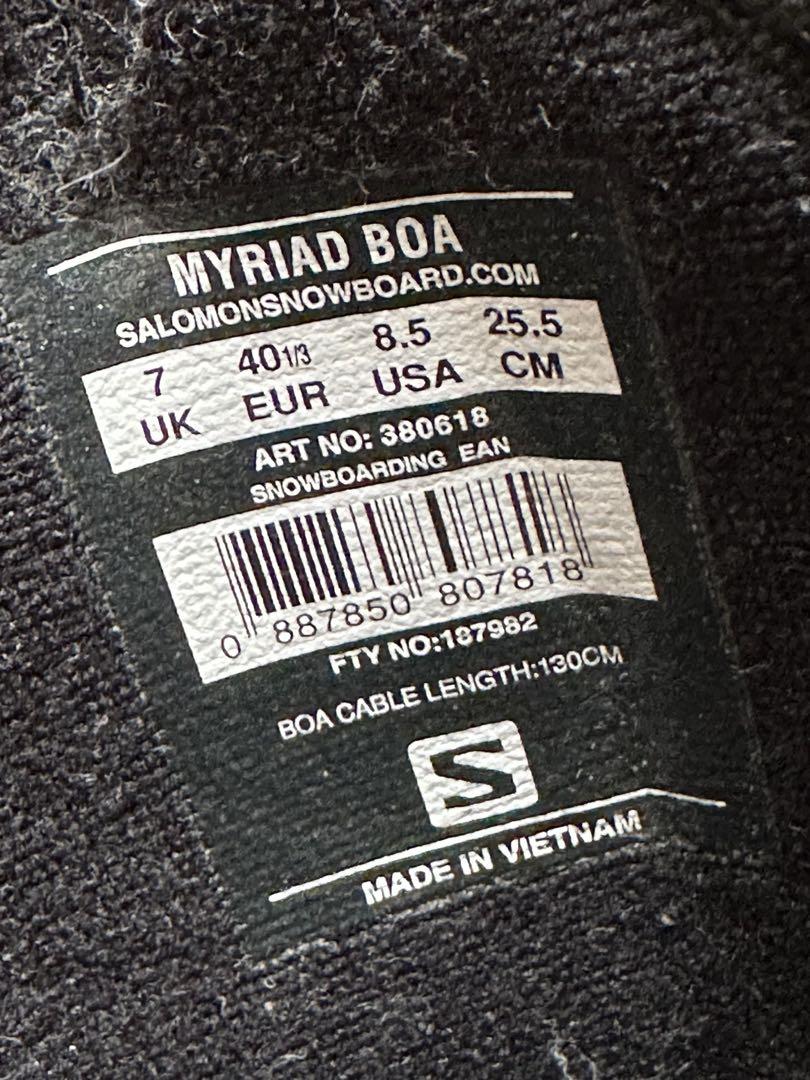 MYRIAD BOA
SALOMONSNOWBOARD.COM
7 40 1/3 8.5 25.5
UK EUR USA CM
ART NO: 380618
SNOWBOARDING EAN
0 887850 807818
FTY NO:187982
BOA CABLE LENGTH:130CM
S
MADE IN VIETNAM